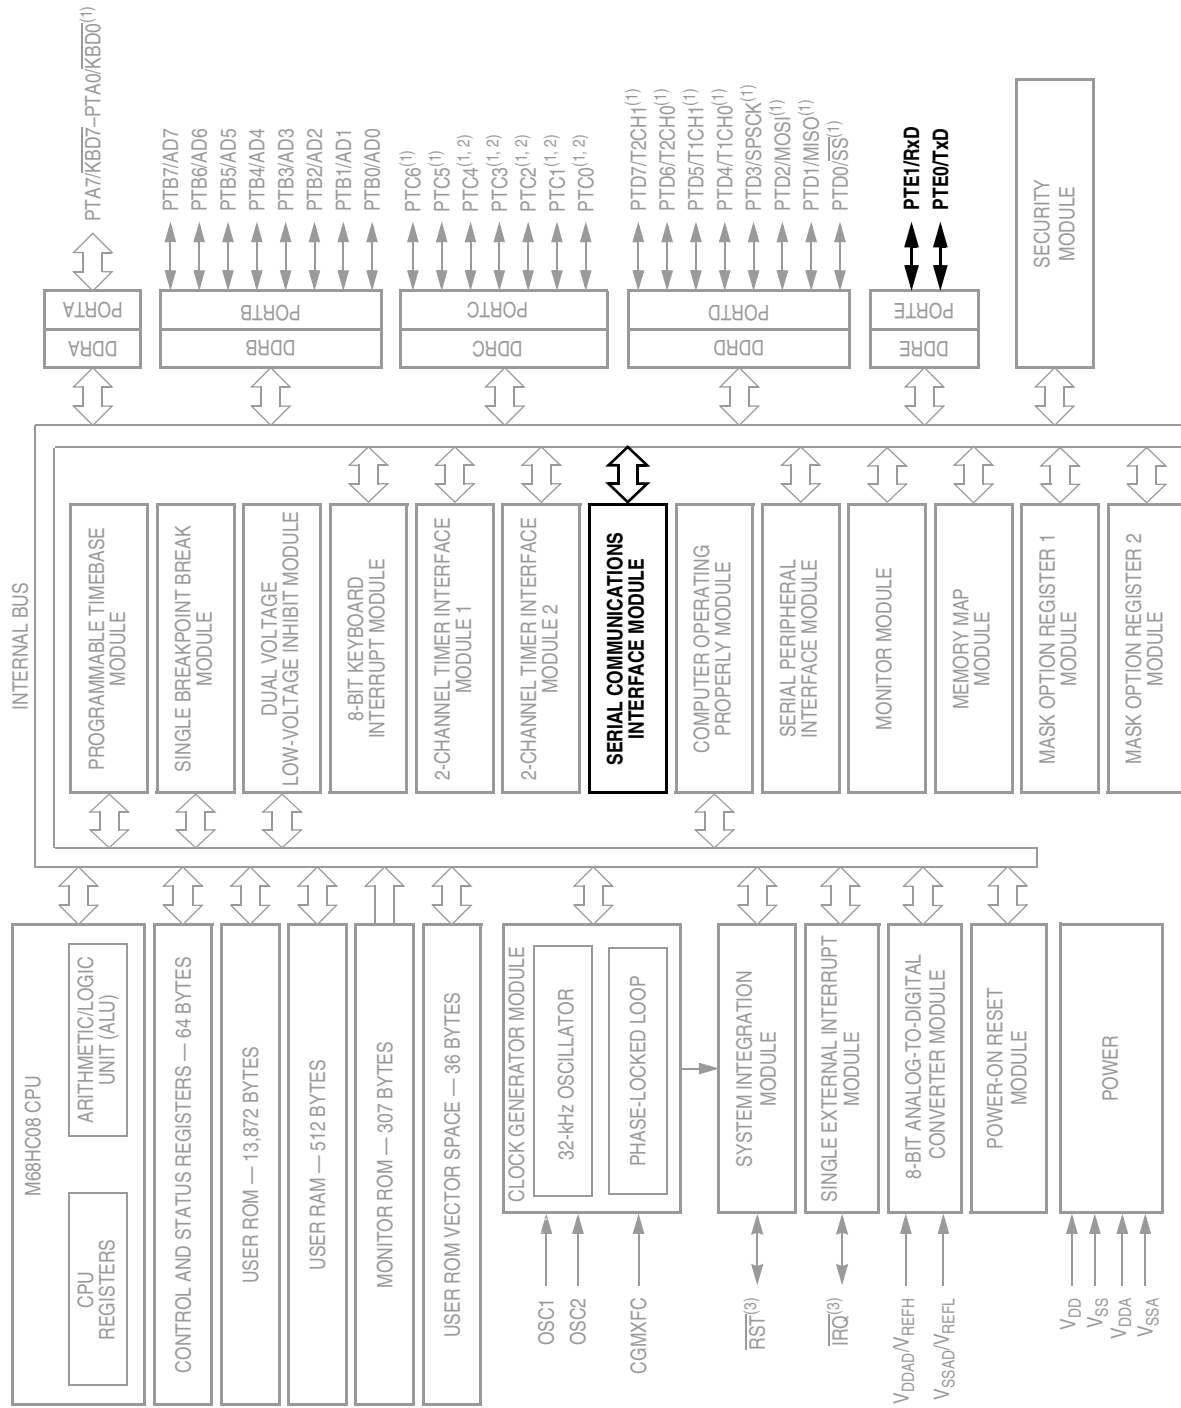 M68HC08 CPU
CPU
REGISTERS
ARITHMETIC/LOGIC
UNIT (ALU)
CONTROL AND STATUS REGISTERS — 64 BYTES
USER ROM — 13,872 BYTES
USER RAM — 512 BYTES
MONITOR ROM — 307 BYTES
USER ROM VECTOR SPACE — 36 BYTES
CLOCK GENERATOR MODULE
32-kHz OSCILLATOR
PHASE-LOCKED LOOP
OSC1
OSC2
CGMXFC
SYSTEM INTEGRATION
MODULE
RST(3)
SINGLE EXTERNAL INTERRUPT
MODULE
IRQ(3)
8-BIT ANALOG-TO-DIGITAL
CONVERTER MODULE
VDDAD/VREFH
VSSAD/VREFL
POWER-ON RESET
MODULE
POWER
VDD
VSS
VDDA
VSSA
INTERNAL BUS
PROGRAMMABLE TIMEBASE
MODULE
SINGLE BREAKPOINT BREAK
MODULE
DUAL VOLTAGE
LOW-VOLTAGE INHIBIT MODULE
8-BIT KEYBOARD
INTERRUPT MODULE
2-CHANNEL TIMER INTERFACE
MODULE 1
2-CHANNEL TIMER INTERFACE
MODULE 2
SERIAL COMMUNICATIONS
INTERFACE MODULE
COMPUTER OPERATING
PROPERLY MODULE
SERIAL PERIPHERAL
INTERFACE MODULE
MONITOR MODULE
MEMORY MAP
MODULE
MASK OPTION REGISTER 1
MODULE
MASK OPTION REGISTER 2
MODULE
DDRA
PORTA
PTA7/KBD7–PTA0/KBD0(1)
DDRB
PORTB
PTB7/AD7
PTB6/AD6
PTB5/AD5
PTB4/AD4
PTB3/AD3
PTB2/AD2
PTB1/AD1
PTB0/AD0
DDRC
PORTC
PTC6(1)
PTC5(1)
PTC4(1, 2)
PTC3(1, 2)
PTC2(1, 2)
PTC1(1, 2)
PTC0(1, 2)
DDRD
PORTD
PTD7/T2CH1(1)
PTD6/T2CH0(1)
PTD5/T1CH1(1)
PTD4/T1CH0(1)
PTD3/SPSCK(1)
PTD2/MOSI(1)
PTD1/MISO(1)
PTD0/SS(1)
DDRE
PORTE
PTE1/RxD
PTE0/TxD
SECURITY
MODULE